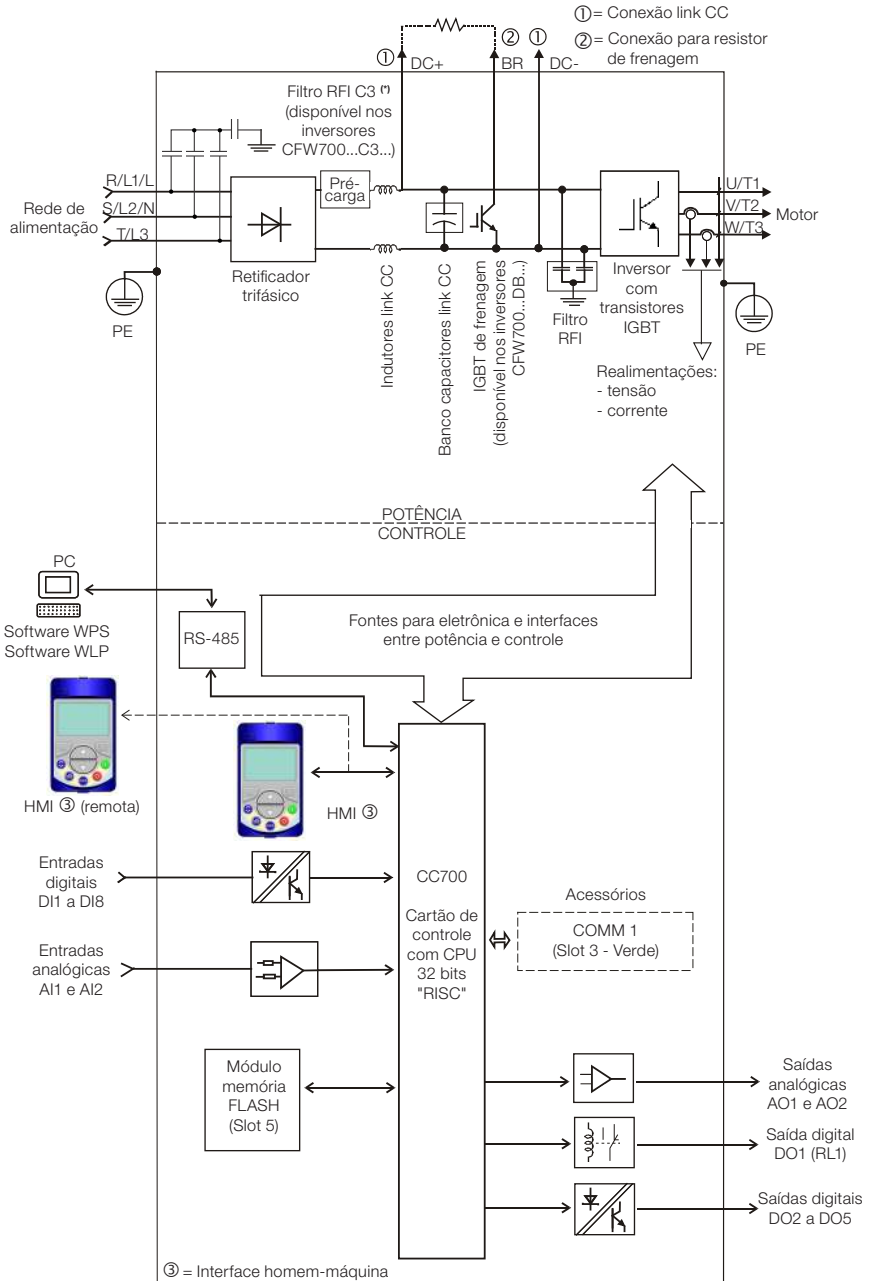 ①= Conexão link CC
②= Conexão para resistor
de frenagem
① DC+
② BR
① DC-
Filtro RFI C3 (*)
(disponível nos
inversores
CFW700...C3...)
R/L1/L
S/L2/N
T/L3
Rede de
alimentação
Pré-
carga
U/T1
V/T2
W/T3
Motor
PE
Retificador
trifásico
Indutores link CC
Banco capacitores link CC
IGBT de frenagem
(disponível nos inversores
CFW700...DB...)
Filtro
RFI
Inversor
com
transistores
IGBT
PE
Realimentações:
- tensão
- corrente
POTÊNCIA
CONTROLE
PC
Software WPS
Software WLP
RS-485
Fontes para eletrônica e interfaces
entre potência e controle
HMI ③ (remota)
HMI ③
Entradas
digitais
DI1 a DI8
Entradas
analógicas
AI1 e AI2
CC700
Cartão de
controle
com CPU
32 bits
"RISC"
Acessórios
COMM 1
(Slot 3 - Verde)
Módulo
memória
FLASH
(Slot 5)
Saídas
analógicas
AO1 e AO2
Saída digital
DO1 (RL1)
Saídas digitais
DO2 a DO5
③ = Interface homem-máquina